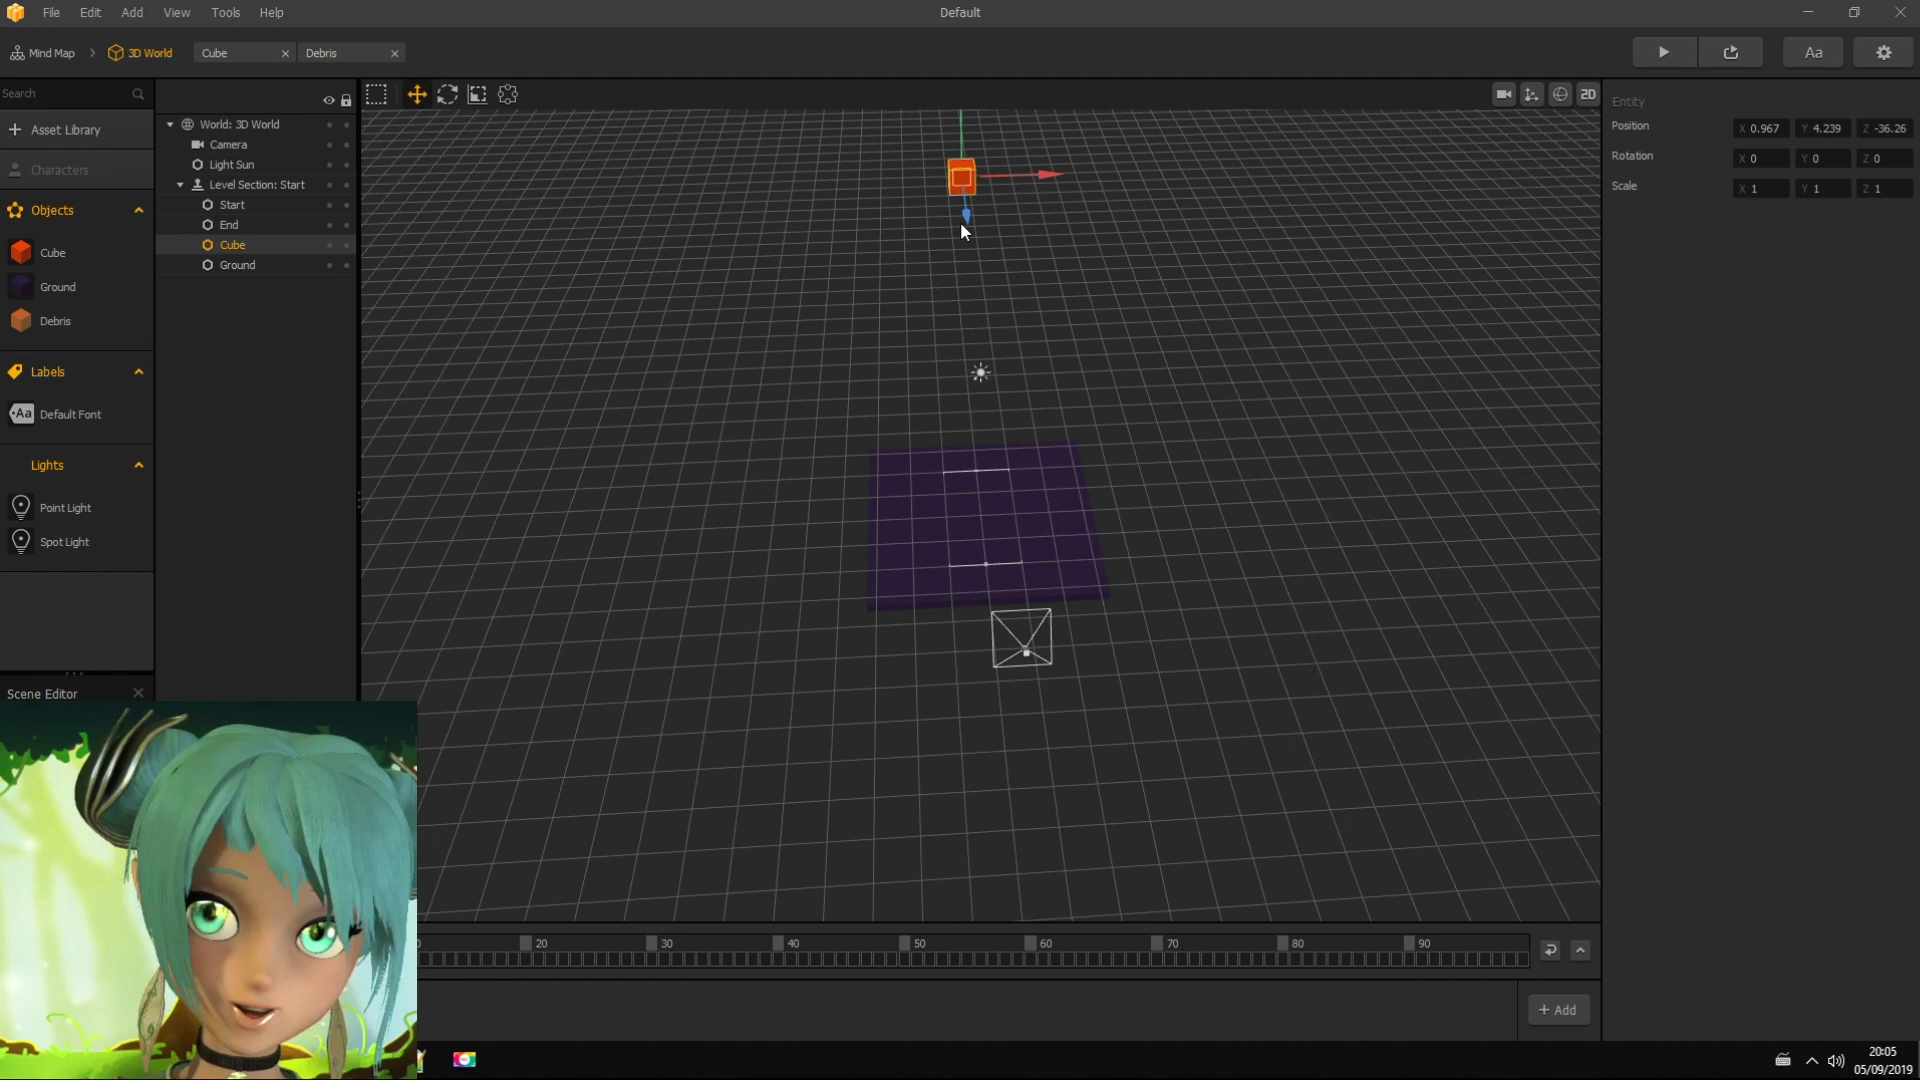 File Edit Add View Tools Help
Default
Mind Map
3D World
Cube
Debris
Aa
Search
Asset Library
Characters
Objects
Cube
Ground
Debris
Labels
Aa Default Font
Lights
Point Light
Spot Light
Scene Editor
World: 3D World
Camera
Light Sun
Level Section: Start
Start
End
Cube
Ground
2D
Entity
Position X 0.967 Y 4.239 Z -36.26
Rotation X 0 Y 0 Z 0
Scale X 1 Y 1 Z 1
20 30 40 50 60 70 80 90
+ Add
20:05
05/09/2019